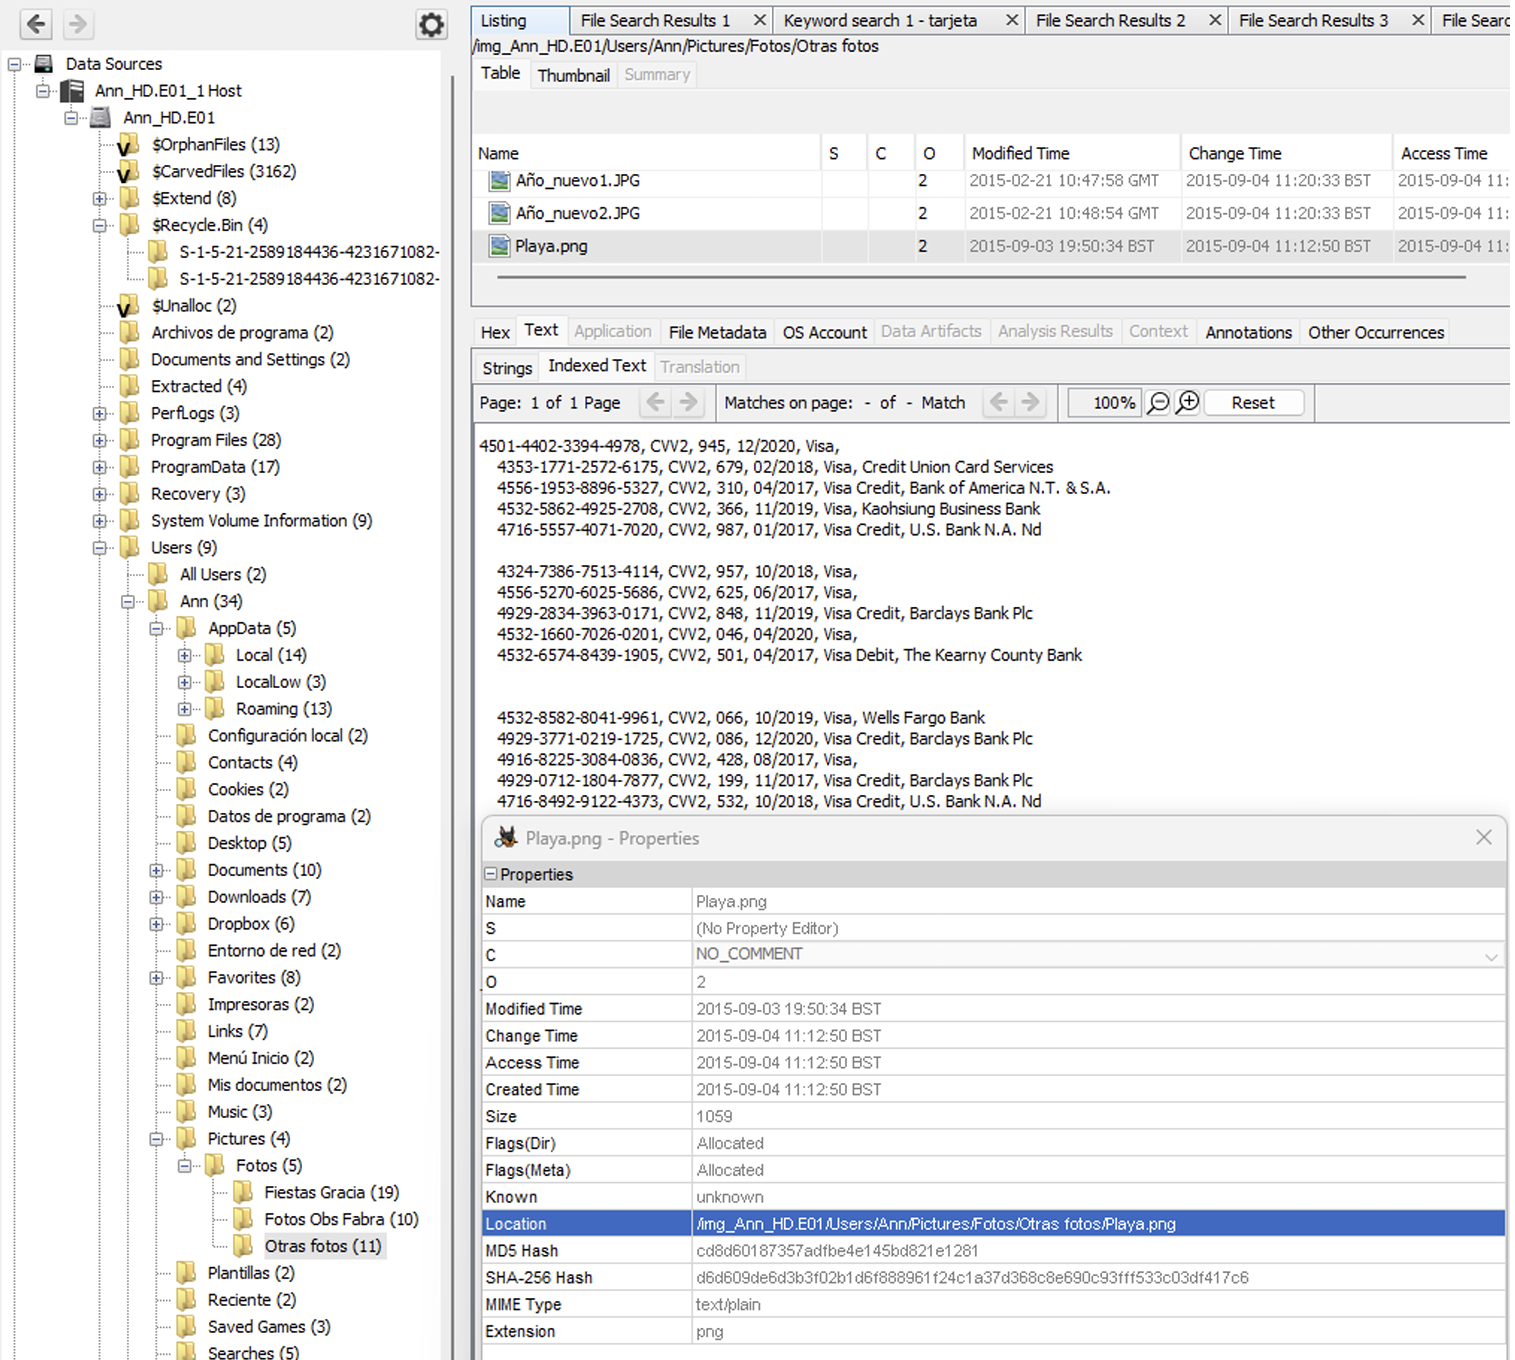 Data Sources
Ann_HD.E01_1 Host
Ann_HD.E01
$OrphanFiles (13)
$CarvedFiles (3162)
$Extend (8)
$Recycle.Bin (4)
S-1-5-21-2589184436-4231671082-
S-1-5-21-2589184436-4231671082-
$Unalloc (2)
Archivos de programa (2)
Documents and Settings (2)
Extracted (4)
PerfLogs (3)
Program Files (28)
ProgramData (17)
Recovery (3)
System Volume Information (9)
Users (9)
All Users (2)
Ann (34)
AppData (5)
Local (14)
LocalLow (3)
Roaming (13)
Configuración local (2)
Contacts (4)
Cookies (2)
Datos de programa (2)
Desktop (5)
Documents (10)
Downloads (7)
Dropbox (6)
Entorno de red (2)
Favorites (8)
Impresoras (2)
Links (7)
Menú Inicio (2)
Mis documentos (2)
Music (3)
Pictures (4)
Fotos (5)
Fiestas Gracia (19)
Fotos Obs Fabra (10)
Otras fotos (11)
Plantillas (2)
Reciente (2)
Saved Games (3)
Searches (5)
Listing File Search Results 1 Keyword search 1 - tarjeta File Search Results 2 File Search Results 3 File Searc
/img_Ann_HD.E01/Users/Ann/Pictures/Fotos/Otras fotos
Table Thumbnail Summary
Name S C O Modified Time Change Time Access Time
Año_nuevo1.JPG 2 2015-02-21 10:47:58 GMT 2015-09-04 11:20:33 BST 2015-09-04 11:
Año_nuevo2.JPG 2 2015-02-21 10:48:54 GMT 2015-09-04 11:20:33 BST 2015-09-04 11:
Playa.png 2 2015-09-03 19:50:34 BST 2015-09-04 11:12:50 BST 2015-09-04 11:
Hex Text Application File Metadata OS Account Data Artifacts Analysis Results Context Annotations Other Occurrences
Strings Indexed Text Translation
Page: 1 of 1 Page Matches on page: - of - Match 100% Reset
4501-4402-3394-4978, CVV2, 945, 12/2020, Visa,
4353-1771-2572-6175, CVV2, 679, 02/2018, Visa, Credit Union Card Services
4556-1953-8896-5327, CVV2, 310, 04/2017, Visa Credit, Bank of America N.T. & S.A.
4532-5862-4925-2708, CVV2, 366, 11/2019, Visa, Kaohsiung Business Bank
4716-5557-4071-7020, CVV2, 987, 01/2017, Visa Credit, U.S. Bank N.A. Nd
4324-7386-7513-4114, CVV2, 957, 10/2018, Visa,
4556-5270-6025-5686, CVV2, 625, 06/2017, Visa,
4929-2834-3963-0171, CVV2, 848, 11/2019, Visa Credit, Barclays Bank Plc
4532-1660-7026-0201, CVV2, 046, 04/2020, Visa,
4532-6574-8439-1905, CVV2, 501, 04/2017, Visa Debit, The Kearny County Bank
4532-8582-8041-9961, CVV2, 066, 10/2019, Visa, Wells Fargo Bank
4929-3771-0219-1725, CVV2, 086, 12/2020, Visa Credit, Barclays Bank Plc
4916-8225-3084-0836, CVV2, 428, 08/2017, Visa,
4929-0712-1804-7877, CVV2, 199, 11/2017, Visa Credit, Barclays Bank Plc
4716-8492-9122-4373, CVV2, 532, 10/2018, Visa Credit, U.S. Bank N.A. Nd
Playa.png - Properties
Properties
Name Playa.png
S (No Property Editor)
C NO_COMMENT
O 2
Modified Time 2015-09-03 19:50:34 BST
Change Time 2015-09-04 11:12:50 BST
Access Time 2015-09-04 11:12:50 BST
Created Time 2015-09-04 11:12:50 BST
Size 1059
Flags(Dir) Allocated
Flags(Meta) Allocated
Known unknown
Location /img_Ann_HD.E01/Users/Ann/Pictures/Fotos/Otras fotos/Playa.png
MD5 Hash cd8d60187357adfbe4e145bd821e1281
SHA-256 Hash d6d609de6d3b3f02b1d6f888961f24c1a37d368c8e690c93fff533c03df417c6
MIME Type text/plain
Extension png